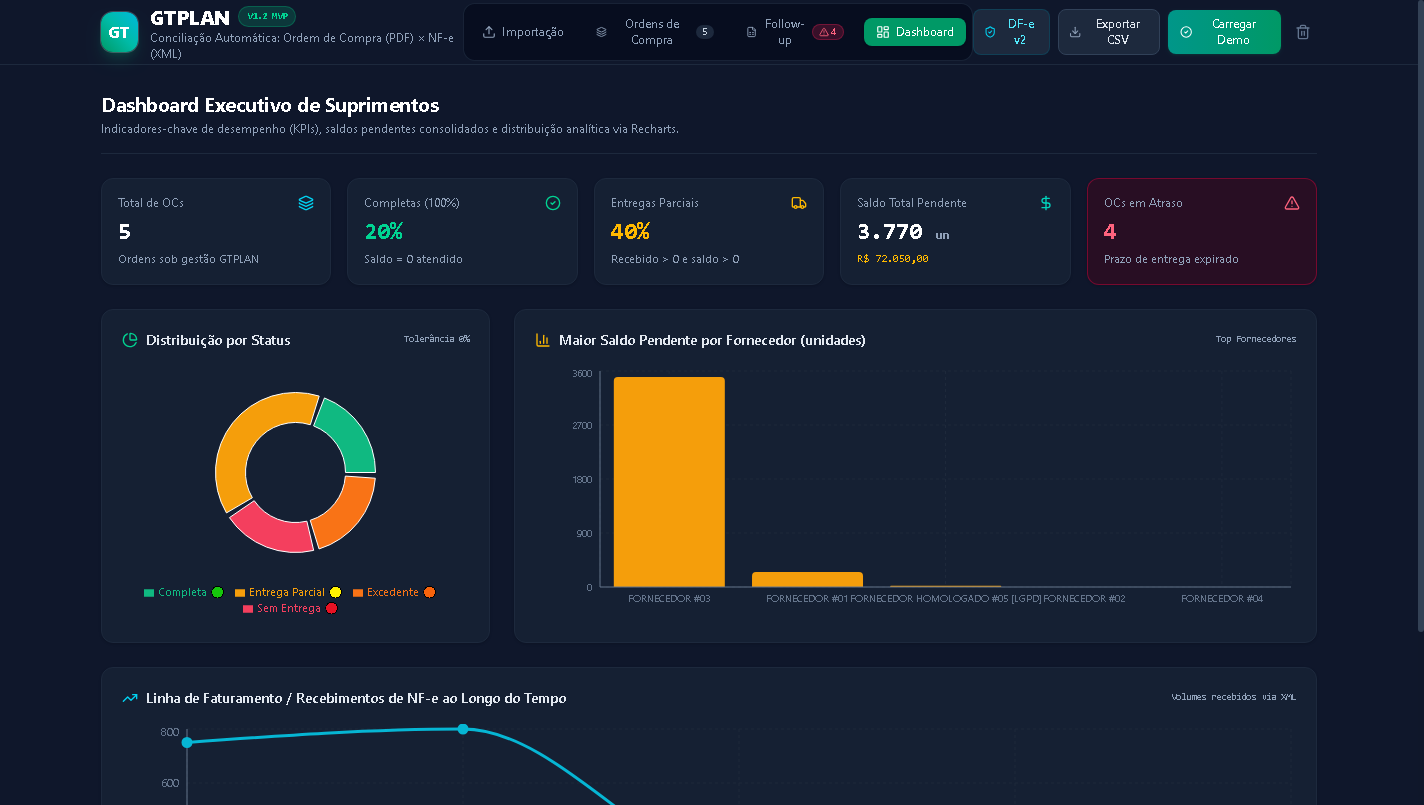 GT
GTPLAN
V1.2 MVP
Conciliação Automática: Ordem de Compra (PDF) × NF-e
(XML)
Importação
Ordens de
Compra
5
Follow-
up
4
Dashboard
DF-e
v2
Exportar
CSV
Carregar
Demo
Dashboard Executivo de Suprimentos
Indicadores-chave de desempenho (KPIs), saldos pendentes consolidados e distribuição analítica via Recharts.
Total de OCs
5
Ordens sob gestão GTPLAN
Completas (100%)
20%
Saldo = 0 atendido
Entregas Parciais
40%
Recebido > 0 e saldo > 0
Saldo Total Pendente
3.770 un
R$ 72.050,00
OCs em Atraso
4
Prazo de entrega expirado
Distribuição por Status
Tolerância 0%
Completa
Entrega Parcial
Excedente
Sem Entrega
Maior Saldo Pendente por Fornecedor (unidades)
Top Fornecedores
3600
2700
1800
900
0
FORNECEDOR #03
FORNECEDOR #01
FORNECEDOR HOMOLOGADO #05 [LGPD]
FORNECEDOR #02
FORNECEDOR #04
Linha de Faturamento / Recebimentos de NF-e ao Longo do Tempo
Volumes recebidos via XML
800
600